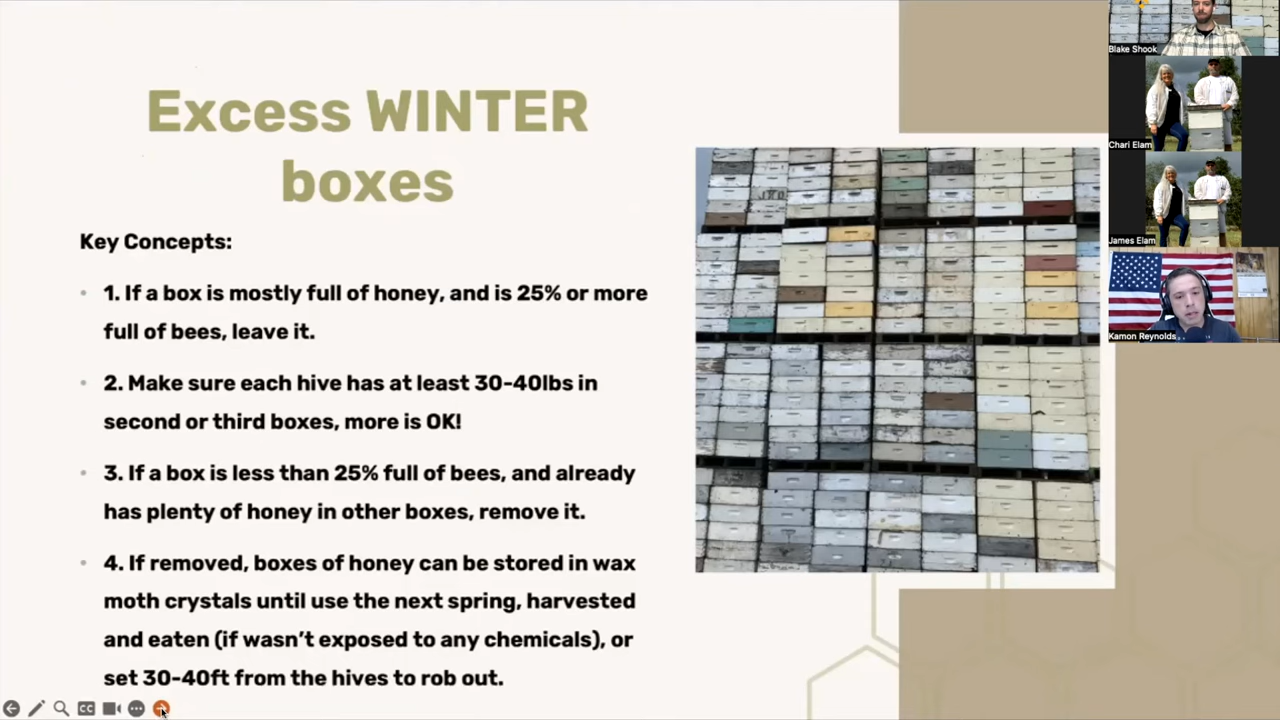 Excess WINTER
boxes
Key Concepts:
• 1. If a box is mostly full of honey, and is 25% or more
full of bees, leave it.
• 2. Make sure each hive has at least 30-40lbs in
second or third boxes, more is OK!
• 3. If a box is less than 25% full of bees, and already
has plenty of honey in other boxes, remove it.
• 4. If removed, boxes of honey can be stored in wax
moth crystals until use the next spring, harvested
and eaten (if wasn't exposed to any chemicals), or
set 30-40ft from the hives to rob out.
CC
Blake Shook
Chari Elam
James Elam
Kamon Reynolds